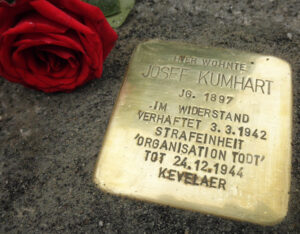 HIER WOHNTE
JOSEF KUMHART
JG. 1897
IM WIDERSTAND
VERHAFTET 3.3.1942
STRAFEINHEIT
'ORGANISATION TODT'
TOT 24.12.1944
KEVELAER